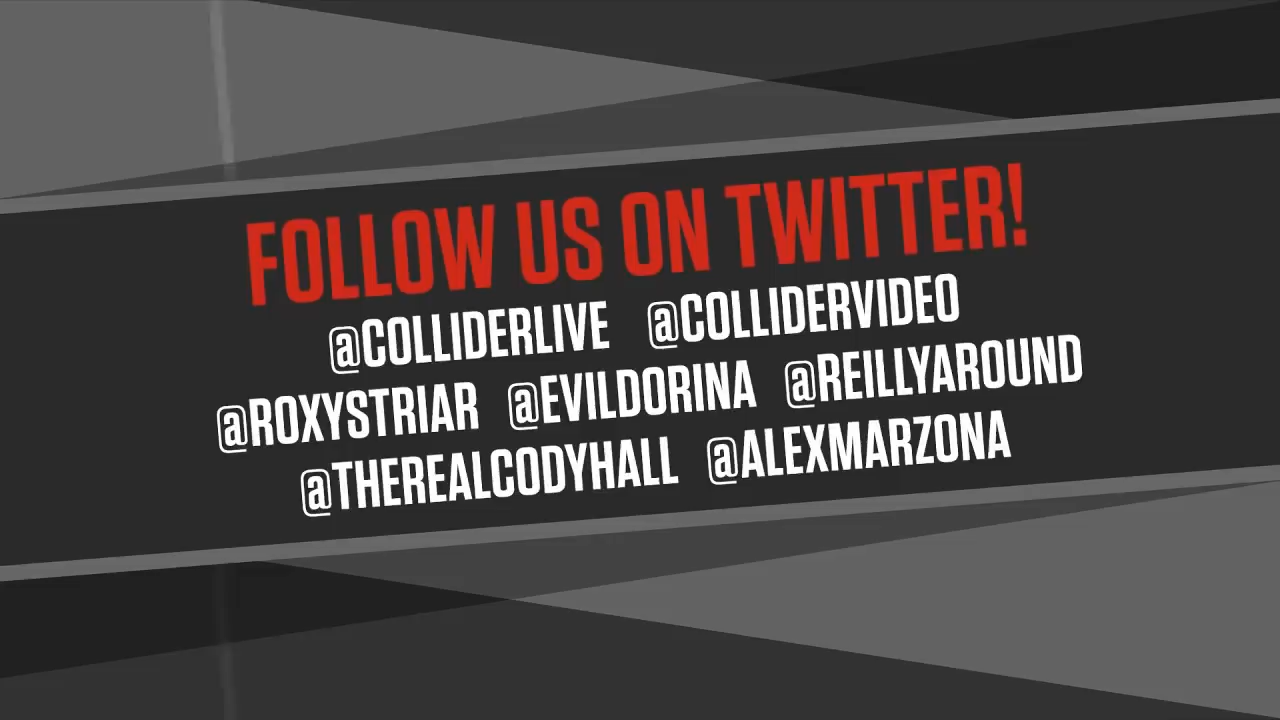 FOLLOW US ON TWITTER!
@COLLIDERLIVE @COLLIDERVIDEO
@ROXYSTRIAR @EVILDORINA @REILLYAROUND
@THEREALCODYHALL @ALEXMARZONA